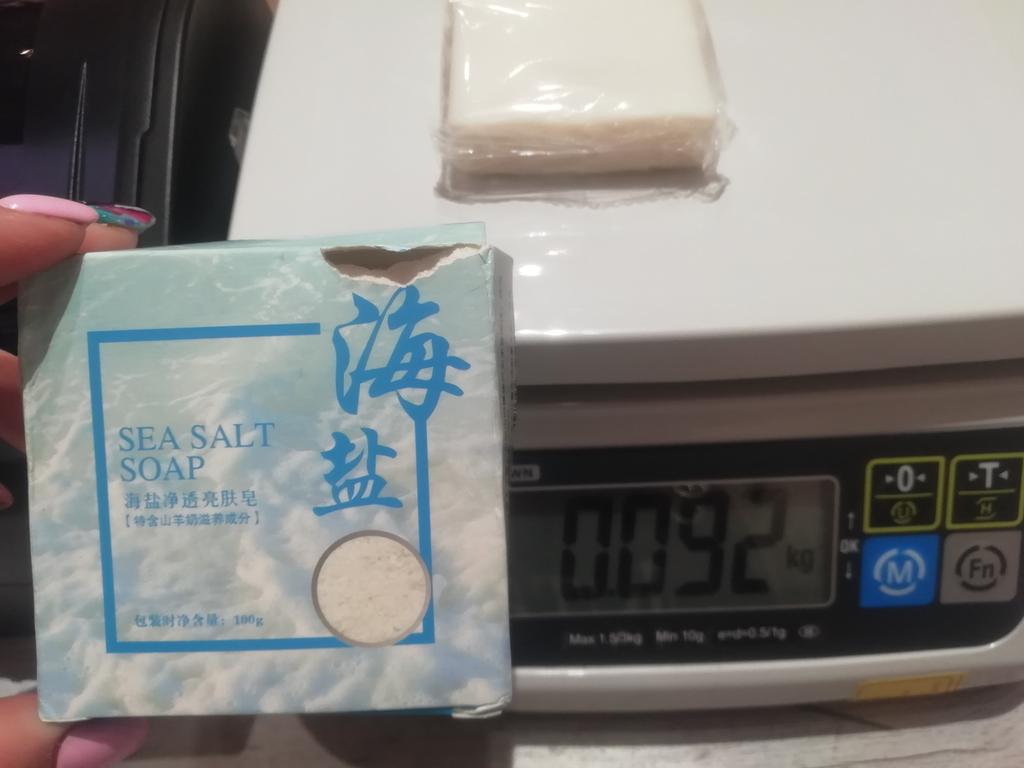 海盐
SEA SALT
SOAP
海盐净透亮肤皂
【特含山羊奶滋养成分】
包装时净含量：100g
WN
0.092 kg
▸0◂
▸T◂
↑
OK
↓
M
Fn
Max 1.5/3kg Min 10g e=d=0.5/1g